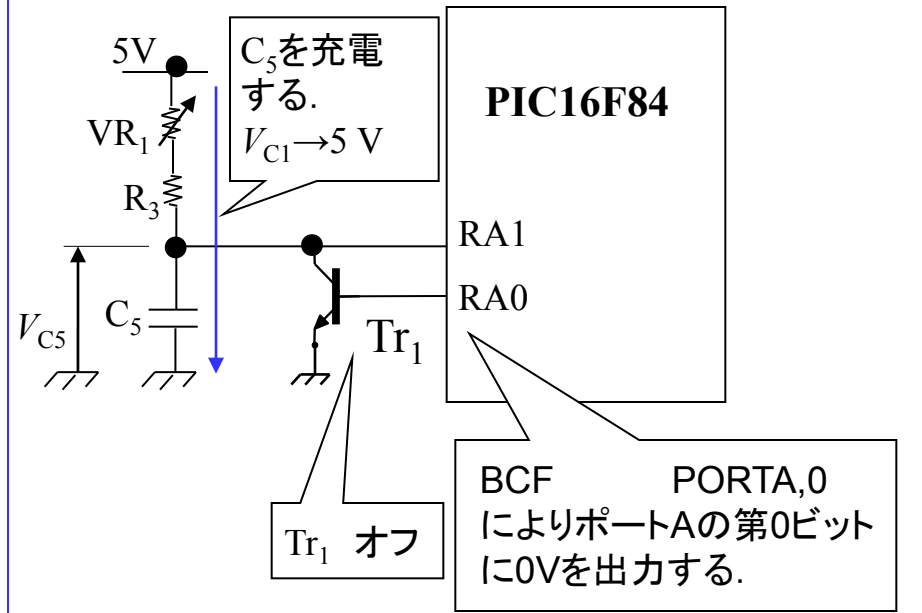 5V
C₅を充電
する.
V_C1→5 V
PIC16F84
VR₁
R₃
RA1
RA0
V_C5
C₅
Tr₁
Tr₁ オフ
BCF PORTA,0
によりポートAの第0ビット
に0Vを出力する.